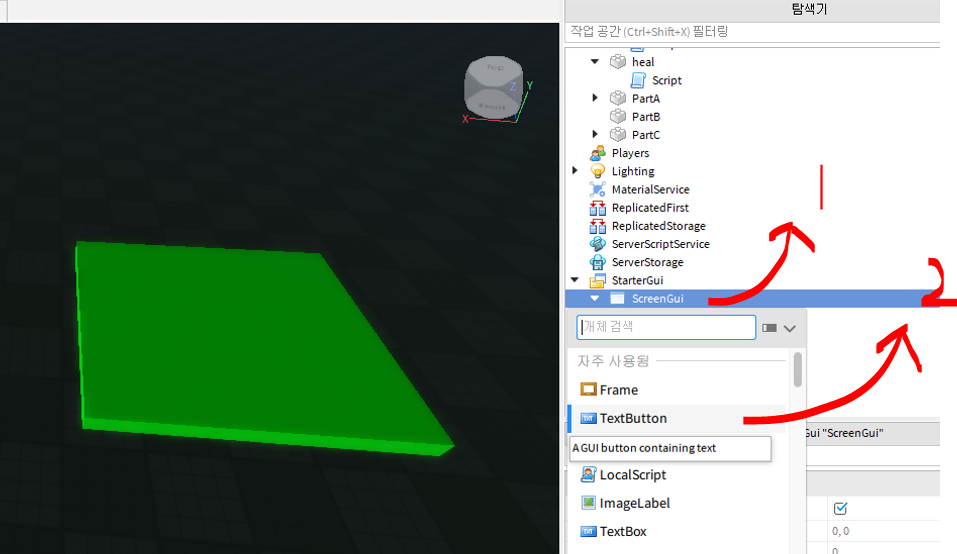 탐색기
작업 공간 (Ctrl+Shift+X) 필터링
heal
Script
PartA
PartB
PartC
Players
Lighting
MaterialService
ReplicatedFirst
ReplicatedStorage
ServerScriptService
ServerStorage
StarterGui
ScreenGui
개체 검색
자주 사용됨
Frame
TextButton
A GUI button containing text
LocalScript
ImageLabel
TextBox
Gui "ScreenGui"
0, 0
0
Top
Front
X
Y
Z
1
2